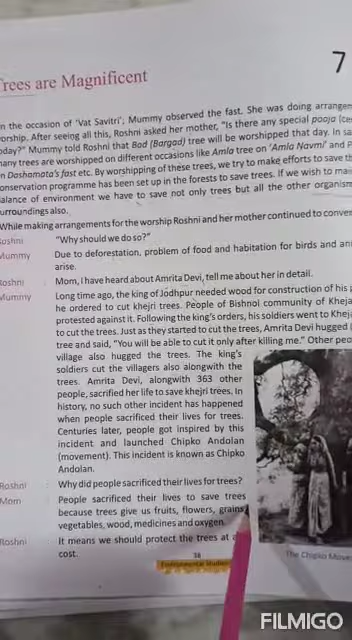 7
Trees are Magnificent
n the occasion of 'Vat Savitri', Mummy observed the fast. She was doing arrangem
orship. After seeing all this, Roshni asked her mother, "Is there any special pooja (ce
oday?" Mummy told Roshni that Bad (Bargad) tree will be worshipped that day. In sa
many trees are worshipped on different occasions like Amla tree on 'Amla Navmi' and P
n Dashamata's fast etc. By worshipping of these trees, we try to make efforts to save th
onservation programme has been set up in the forests to save trees. If we wish to main
alance of environment we have to save not only trees but all the other organism
urroundings also.
While making arrangements for the worship Roshni and her mother continued to conver
Roshni "Why should we do so?"
Mummy Due to deforestation, problem of food and habitation for birds and ani
arise.
Roshni : Mom, I have heard about Amrita Devi, tell me about her in detail.
Mummy Long time ago, the king of Jodhpur needed wood for construction of his p
he ordered to cut khejri trees. People of Bishnoi community of Kheja
protested against it. Following the king's orders, his soldiers went to Kheja
to cut the trees. Just as they started to cut the trees, Amrita Devi hugged
tree and said, "You will be able to cut it only after killing me." Other peo
village also hugged the trees. The king's
soldiers cut the villagers also alongwith the
trees. Amrita Devi, alongwith 363 other
people, sacrificed her life to save khejri trees. In
history, no such other incident has happened
when people sacrificed their lives for trees.
Centuries later, people got inspired by this
incident and launched Chipko Andolan
(movement). This incident is known as Chipko
Andolan.
Roshni : Why did people sacrificed their lives for trees?
Mom : People sacrificed their lives to save trees
because trees give us fruits, flowers, grains,
vegetables, wood, medicines and oxygen.
Roshni : It means we should protect the trees at a
cost.
The Chipko Move
38
Environmental Studies
FILMIGO